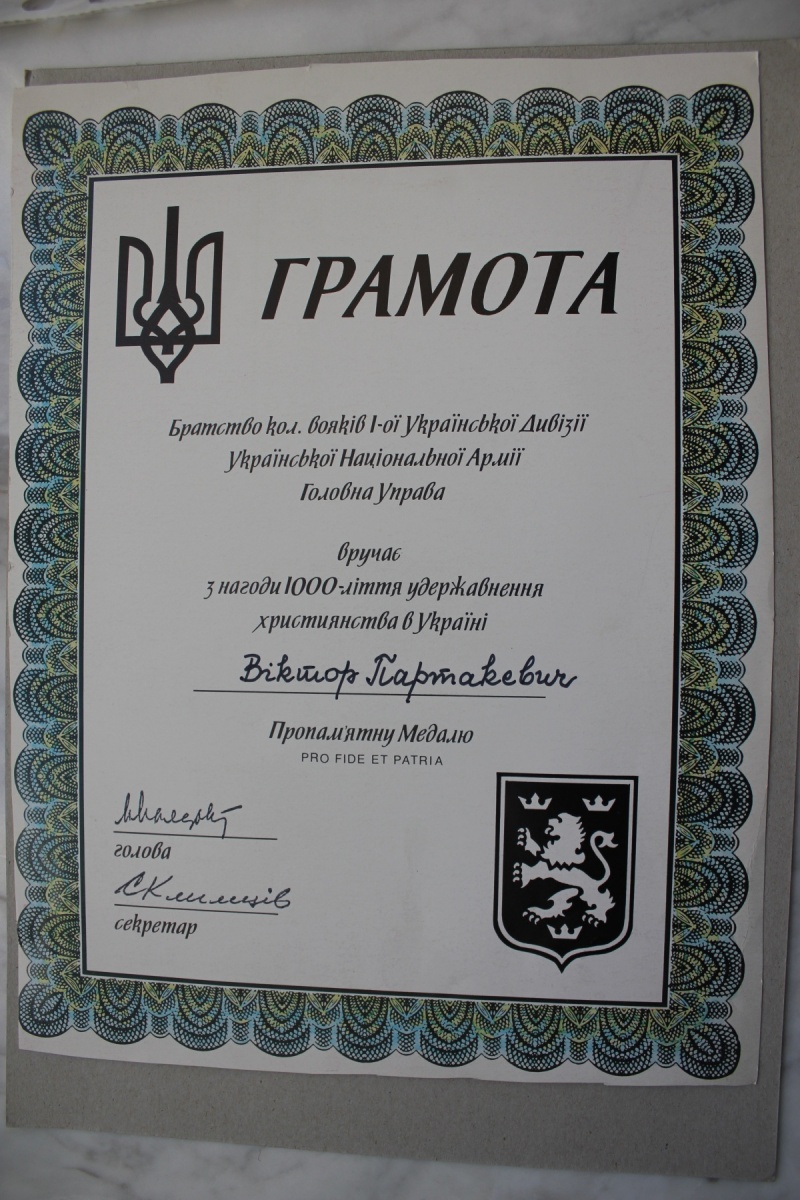 ГРАМОТА
Братство кол. вояків І-ої Української Дивізії
Української Національної Армії
Головна Управа
вручає
з нагоди 1000-ліття удержавнення
християнства в Україні
Віктор Партакевич
Пропам'ятну Медалю
PRO FIDE ET PATRIA
голова
секретар